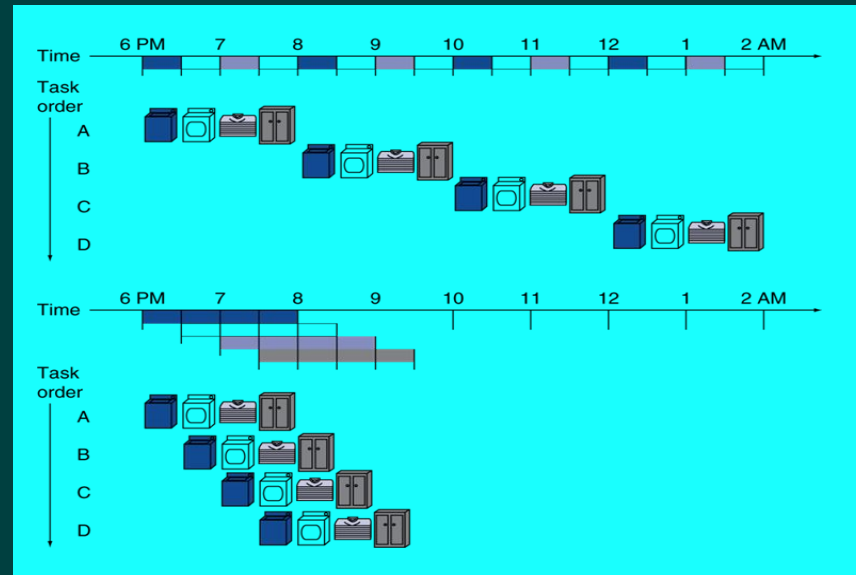 6 PM 7 8 9 10 11 12 1 2 AM
Time
Task
order
A
B
C
D
6 PM 7 8 9 10 11 12 1 2 AM
Time
Task
order
A
B
C
D